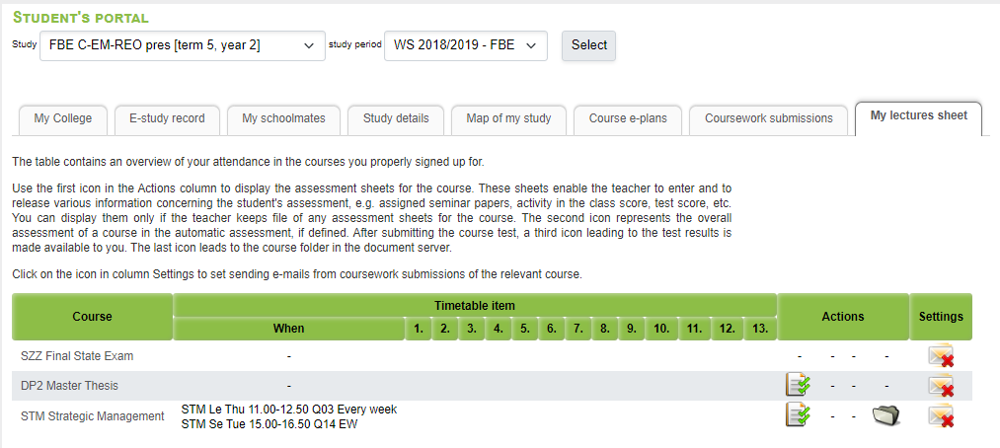 STUDENT'S PORTAL
Study FBE C-EM-REO pres [term 5, year 2] study period WS 2018/2019 - FBE Select
My College E-study record My schoolmates Study details Map of my study Course e-plans Coursework submissions My lectures sheet
The table contains an overview of your attendance in the courses you properly signed up for.
Use the first icon in the Actions column to display the assessment sheets for the course. These sheets enable the teacher to enter and to
release various information concerning the student's assessment, e.g. assigned seminar papers, activity in the class score, test score, etc.
You can display them only if the teacher keeps file of any assessment sheets for the course. The second icon represents the overall
assessment of a course in the automatic assessment, if defined. After submitting the course test, a third icon leading to the test results is
made available to you. The last icon leads to the course folder in the document server.
Click on the icon in column Settings to set sending e-mails from coursework submissions of the relevant course.
Course Timetable item Actions Settings
When 1. 2. 3. 4. 5. 6. 7. 8. 9. 10. 11. 12. 13.
SZZ Final State Exam - - - - -
DP2 Master Thesis - - - -
STM Strategic Management STM Le Thu 11.00-12.50 Q03 Every week - -
STM Se Tue 15.00-16.50 Q14 EW